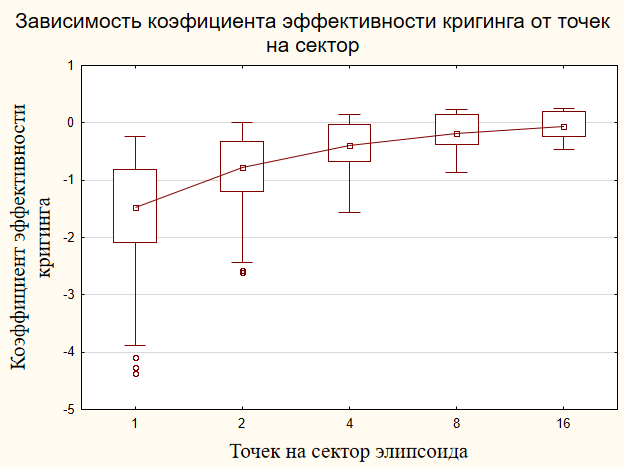 Зависимость коэфициента эффективности кригинга от точек
на сектор
Коэффициент эффективности
кригинга
1
0
-1
-2
-3
-4
-5
1 2 4 8 16
Точек на сектор элипсоида